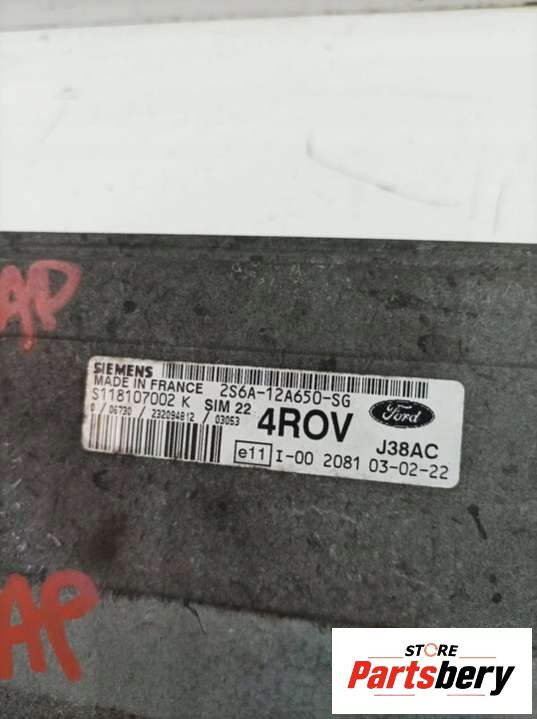 AP
SIEMENS
MADE IN FRANCE 2S6A-12A650-SG
S118107002 K SIM 22 4ROV Ford
0 / 06730 / 232094812 / 03053 J38AC
e11 I-00 2081 03-02-22
AP
STORE
Partsbery